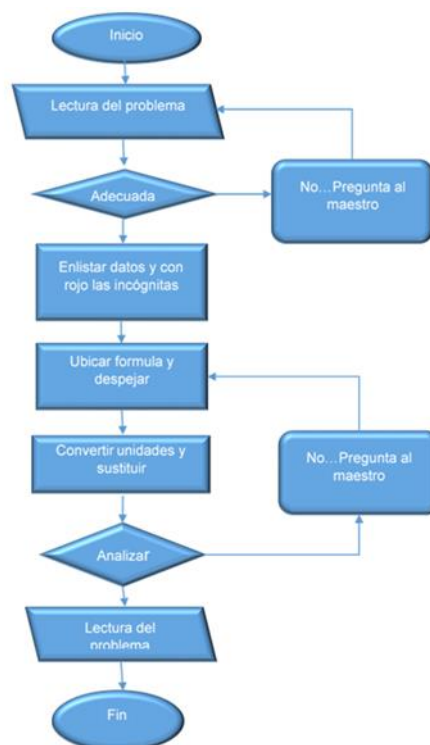 Inicio
Lectura del problema
Adecuada
No…Pregunta al
maestro
Enlistar datos y con
rojo las incógnitas
Ubicar formula y
despejar
Convertir unidades y
sustituir
No…Pregunta al
maestro
Analizar
Lectura del
problema
Fin